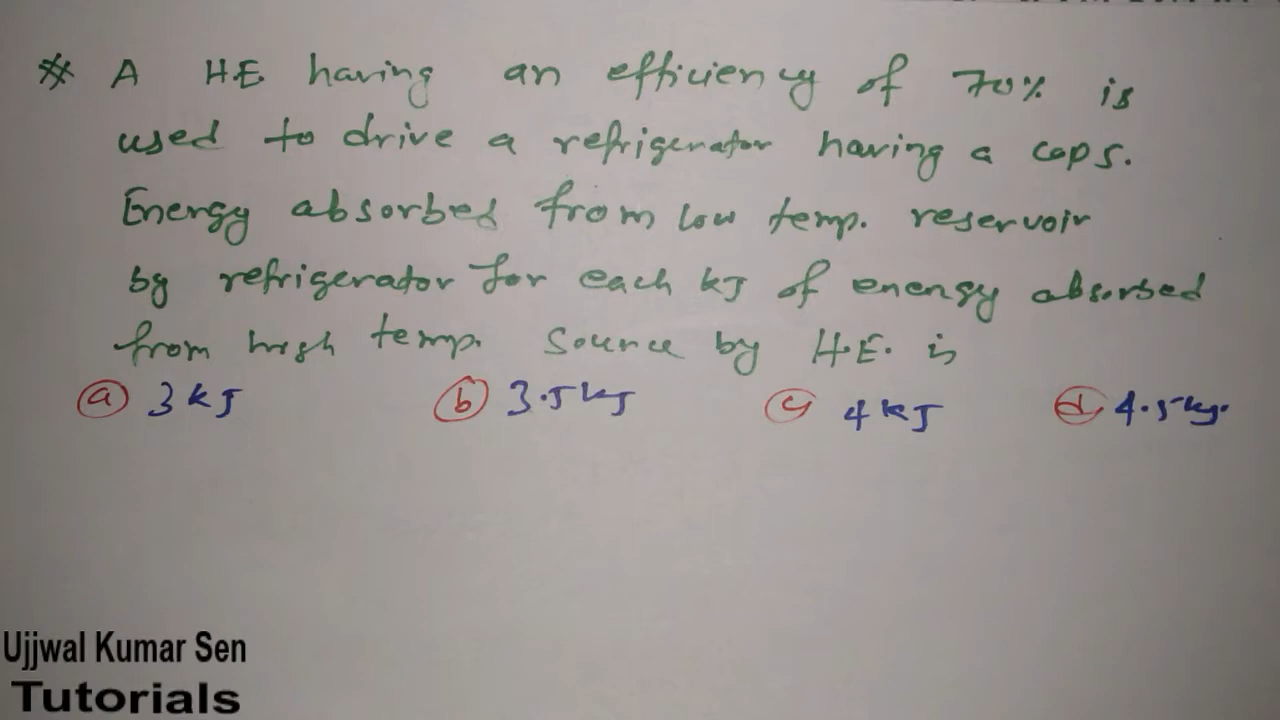 * A HE having an efficiency of 70% is
used to drive a refrigerator having a cop 5.
Energy absorbed from low temp. reservoir
by refrigerator for each kJ of energy absorbed
from high temp. source by H.E. is
(a) 3 kJ (b) 3.5 kJ (c) 4 kJ (d) 4.5 kJ.
Ujjwal Kumar Sen
Tutorials